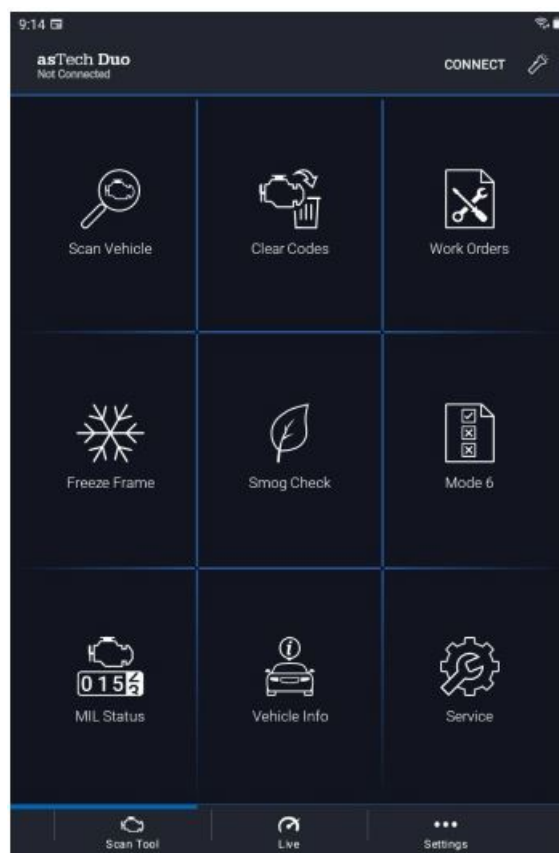 9:14
asTech Duo
Not Connected
CONNECT
Scan Vehicle
Clear Codes
Work Orders
Freeze Frame
Smog Check
Mode 6
015
MIL Status
Vehicle Info
Service
Scan Tool
Live
Settings